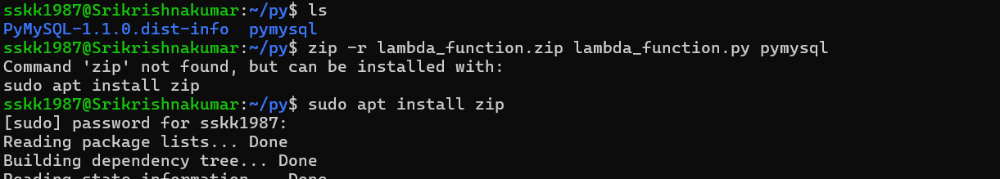 sskk1987@Srikrishnakumar:~/py$ ls
PyMySQL-1.1.0.dist-info  pymysql
sskk1987@Srikrishnakumar:~/py$ zip -r lambda_function.zip lambda_function.py pymysql
Command 'zip' not found, but can be installed with:
sudo apt install zip
sskk1987@Srikrishnakumar:~/py$ sudo apt install zip
[sudo] password for sskk1987:
Reading package lists... Done
Building dependency tree... Done
Reading state information... Done